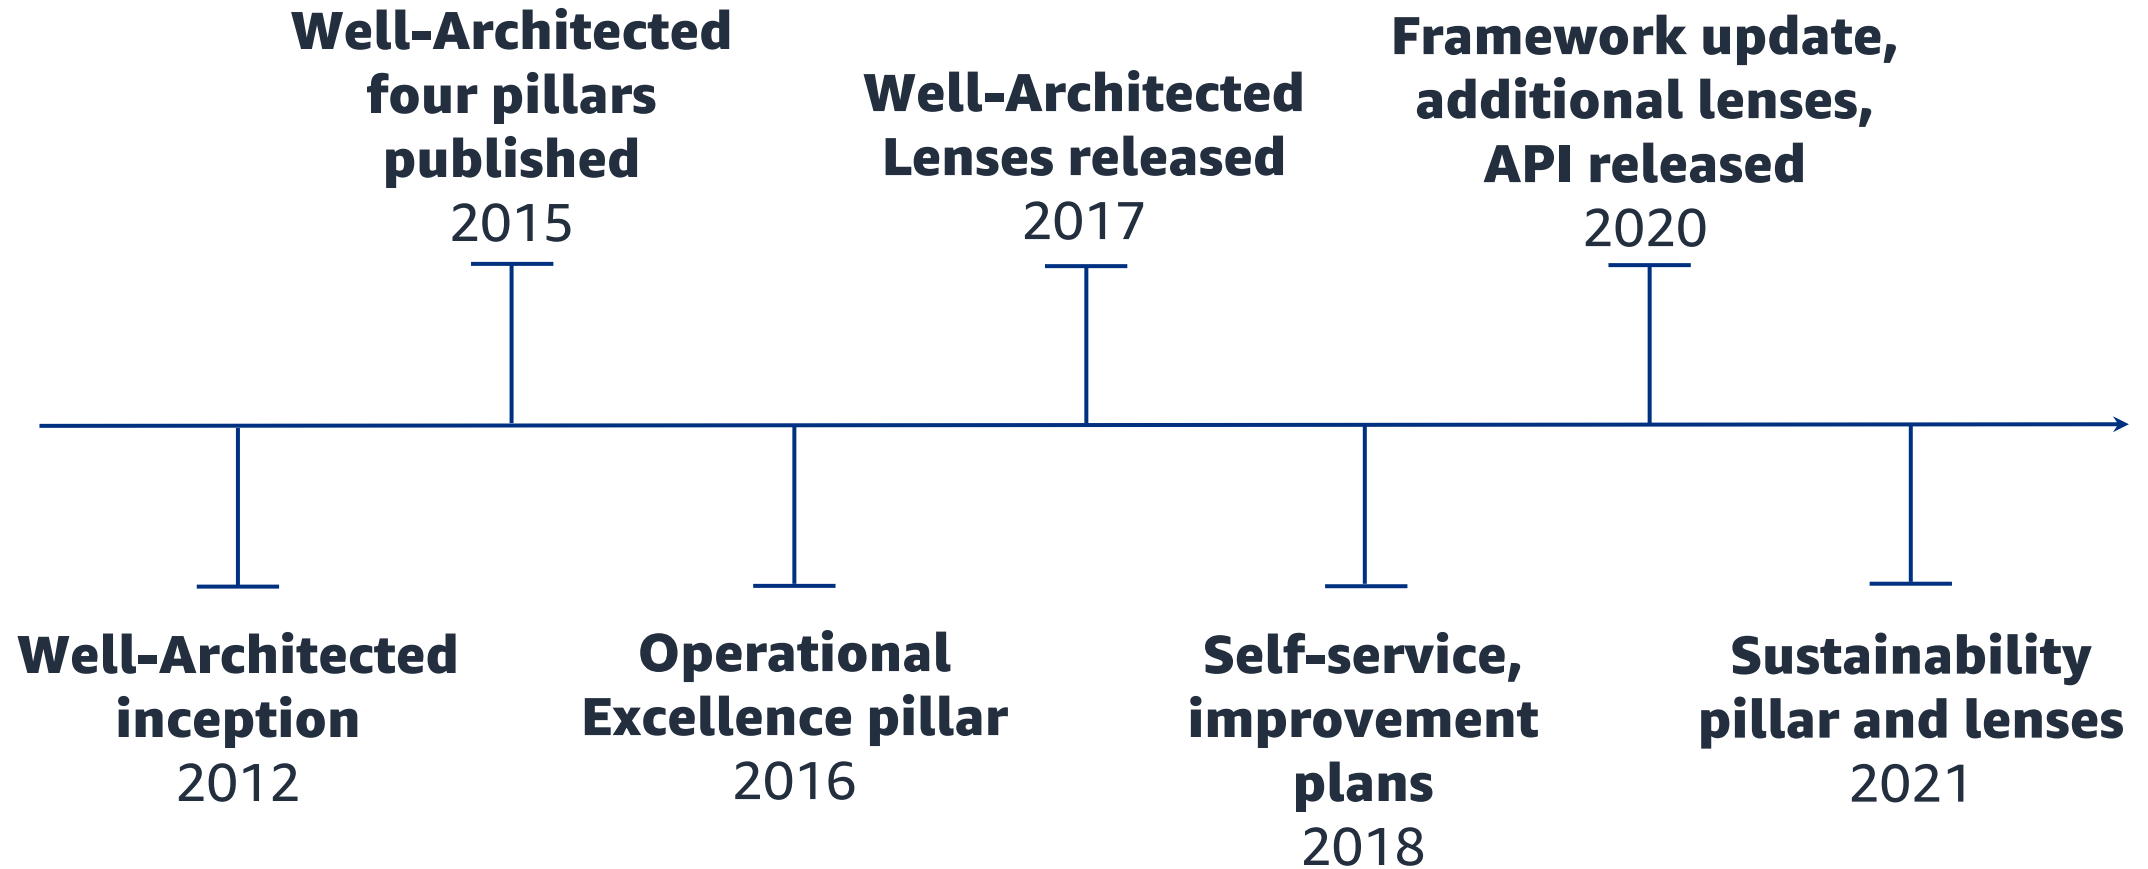 Well-Architected
four pillars
published
2015
Well-Architected
Lenses released
2017
Framework update,
additional lenses,
API released
2020
Well-Architected
inception
2012
Operational
Excellence pillar
2016
Self-service,
improvement
plans
2018
Sustainability
pillar and lenses
2021